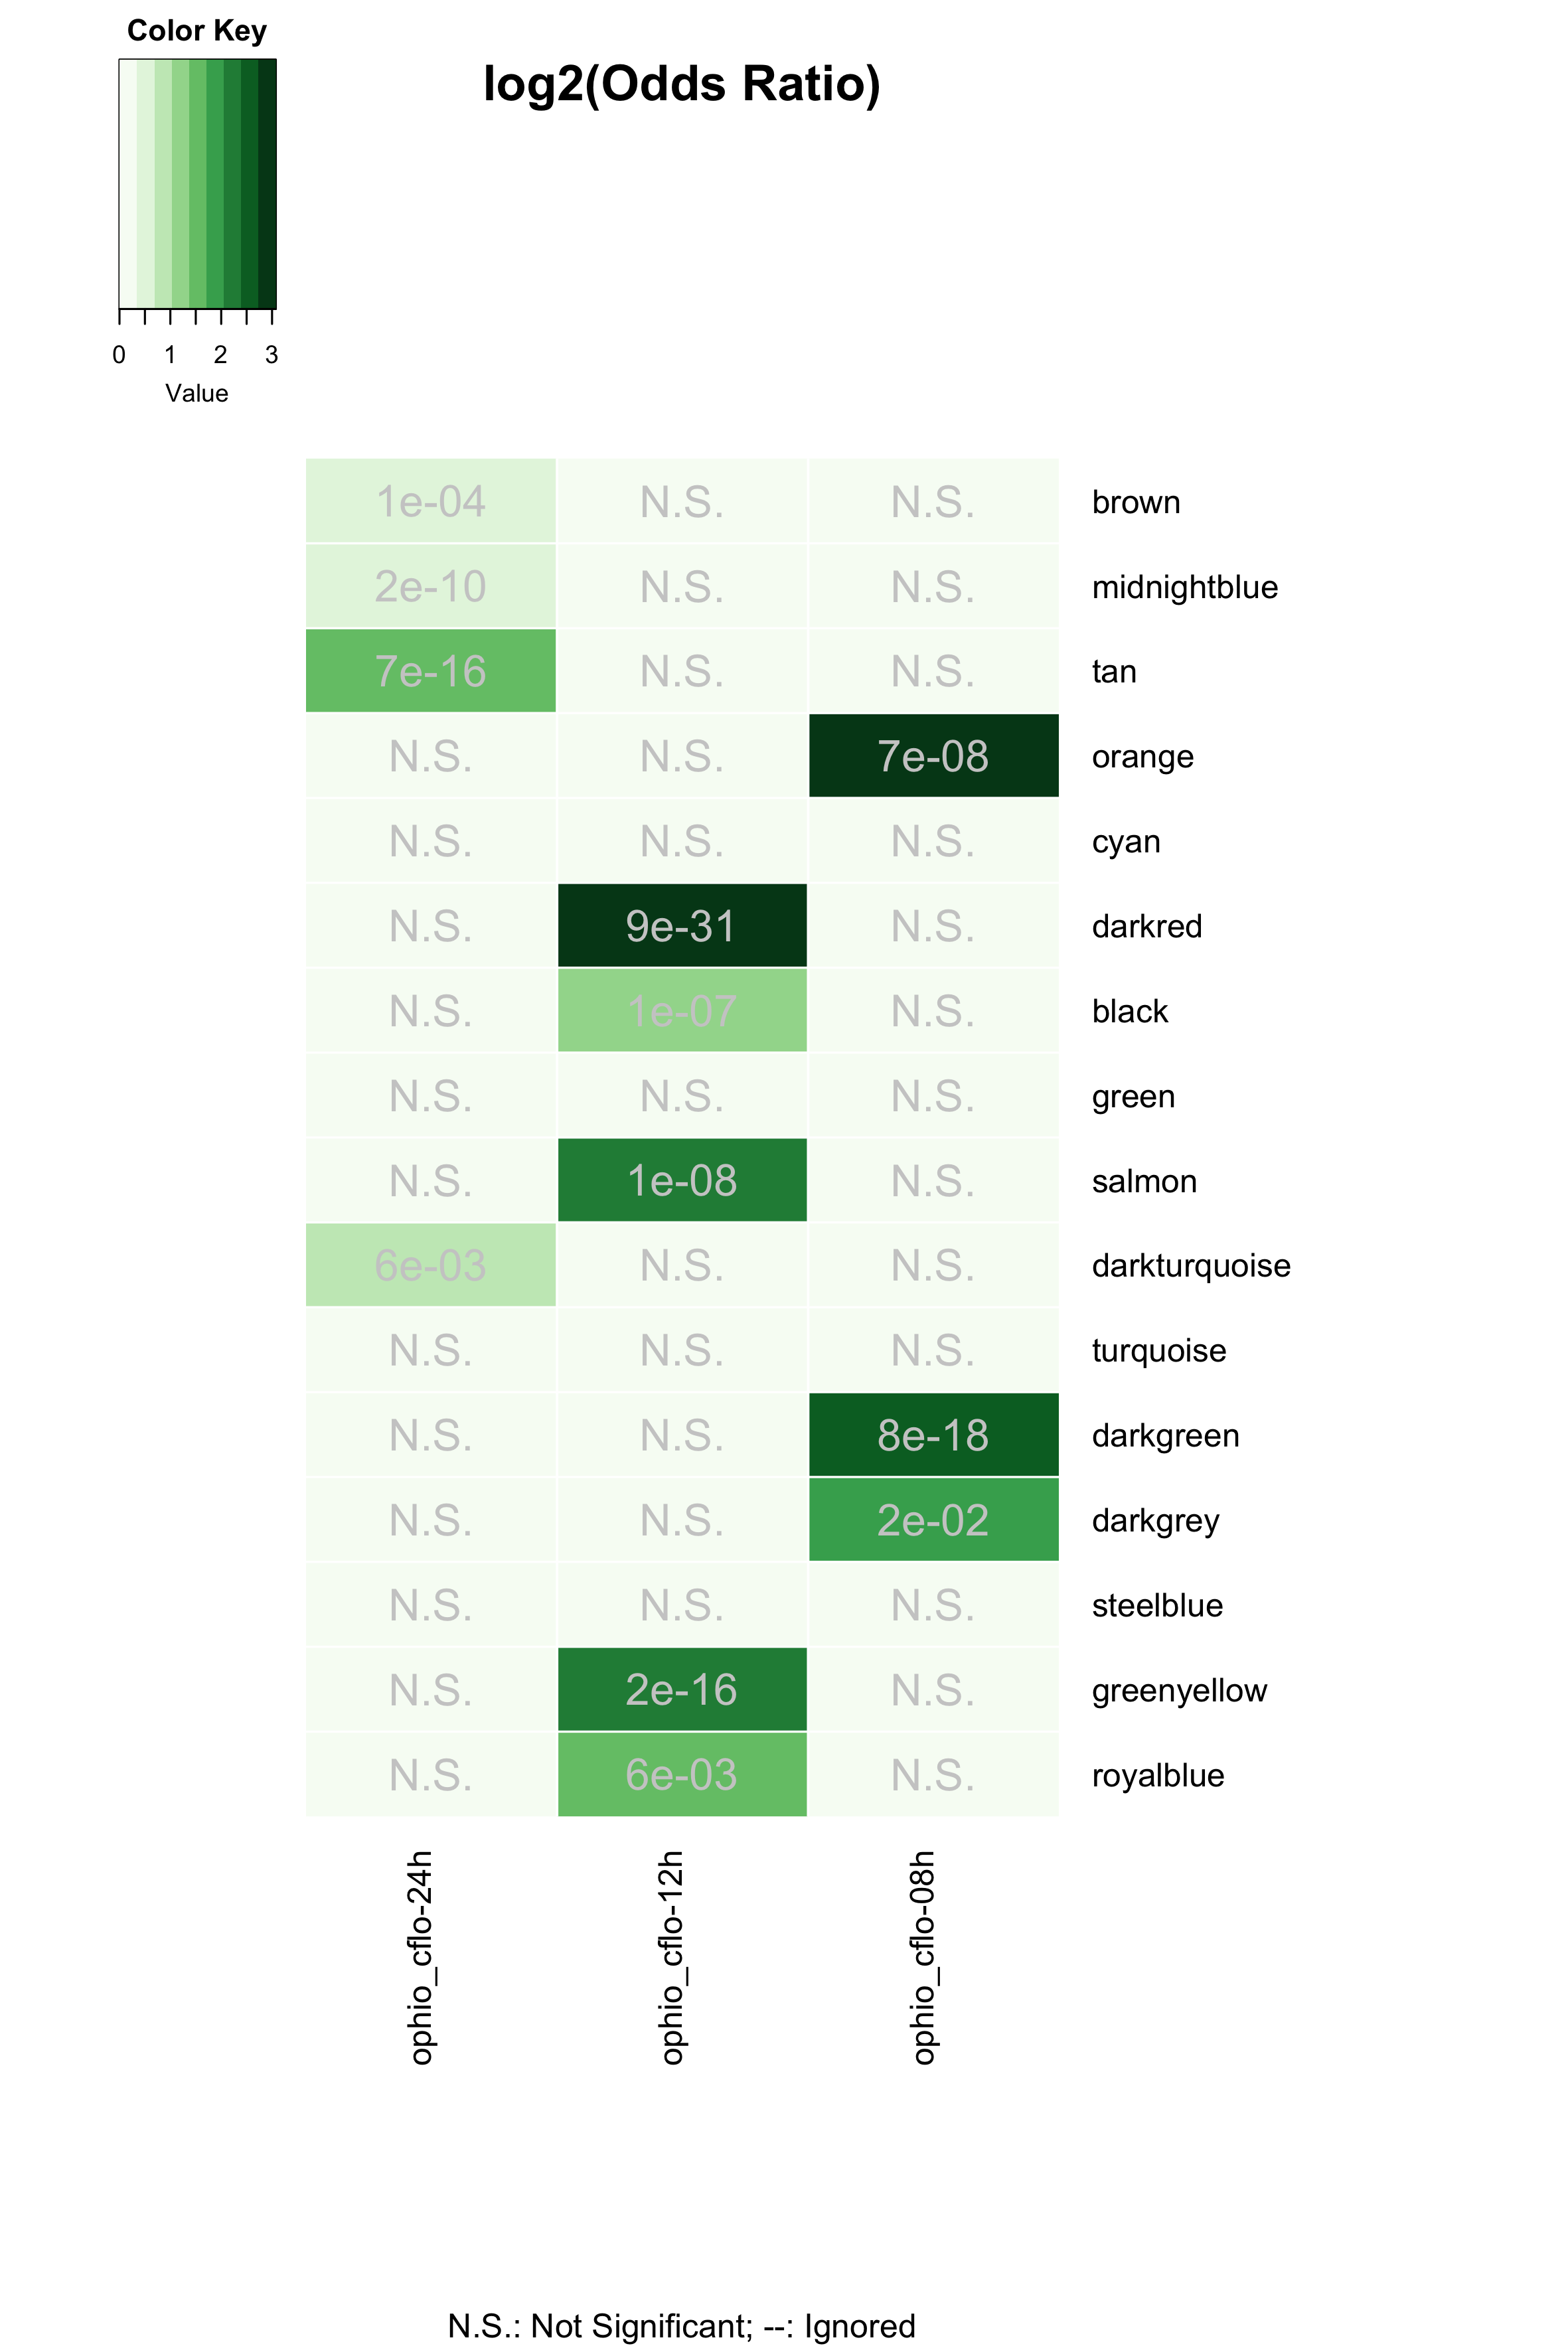 Color Key
log2(Odds Ratio)
0 1 2 3
Value
1e-04 N.S. N.S. brown
2e-10 N.S. N.S. midnightblue
7e-16 N.S. N.S. tan
N.S. N.S. 7e-08 orange
N.S. N.S. N.S. cyan
N.S. 9e-31 N.S. darkred
N.S. 1e-07 N.S. black
N.S. N.S. N.S. green
N.S. 1e-08 N.S. salmon
6e-03 N.S. N.S. darkturquoise
N.S. N.S. N.S. turquoise
N.S. N.S. 8e-18 darkgreen
N.S. N.S. 2e-02 darkgrey
N.S. N.S. N.S. steelblue
N.S. 2e-16 N.S. greenyellow
N.S. 6e-03 N.S. royalblue
ophio_cflo-24h
ophio_cflo-12h
ophio_cflo-08h
N.S.: Not Significant; --: Ignored